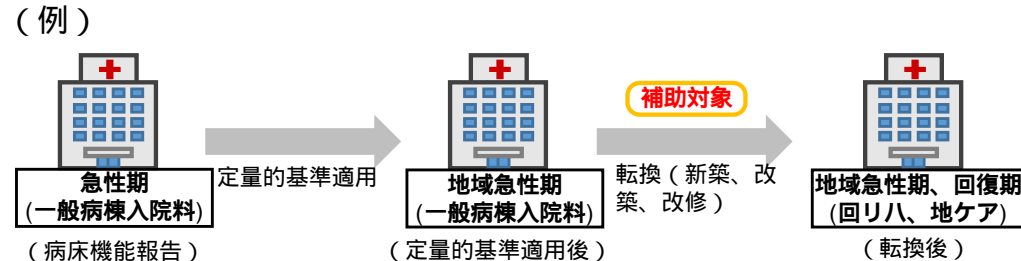 （例）
補助対象
定量的基準適用
転換（新築、改
築、改修）
急性期
(一般病棟入院料)
地域急性期
(一般病棟入院料)
地域急性期、回復期
(回リハ、地ケア)
（病床機能報告）
（定量的基準適用後）
（転換後）